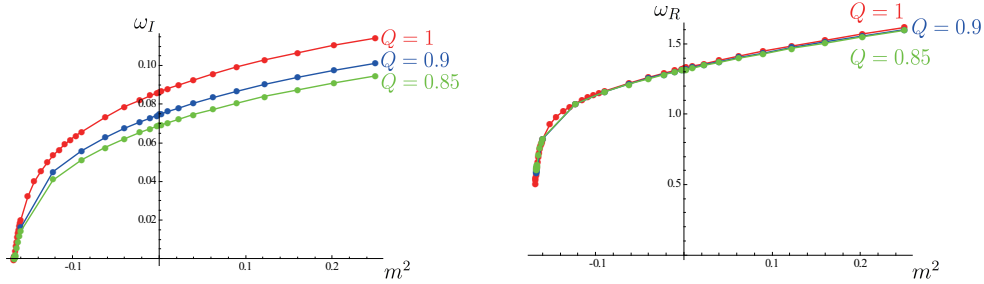 ω_I
Q = 1
Q = 0.9
Q = 0.85
0.10
0.08
0.06
0.04
0.02
-0.1
0.1
0.2
m²
ω_R
Q = 1
Q = 0.9
Q = 0.85
1.5
1.0
0.5
-0.1
0.1
0.2
m²